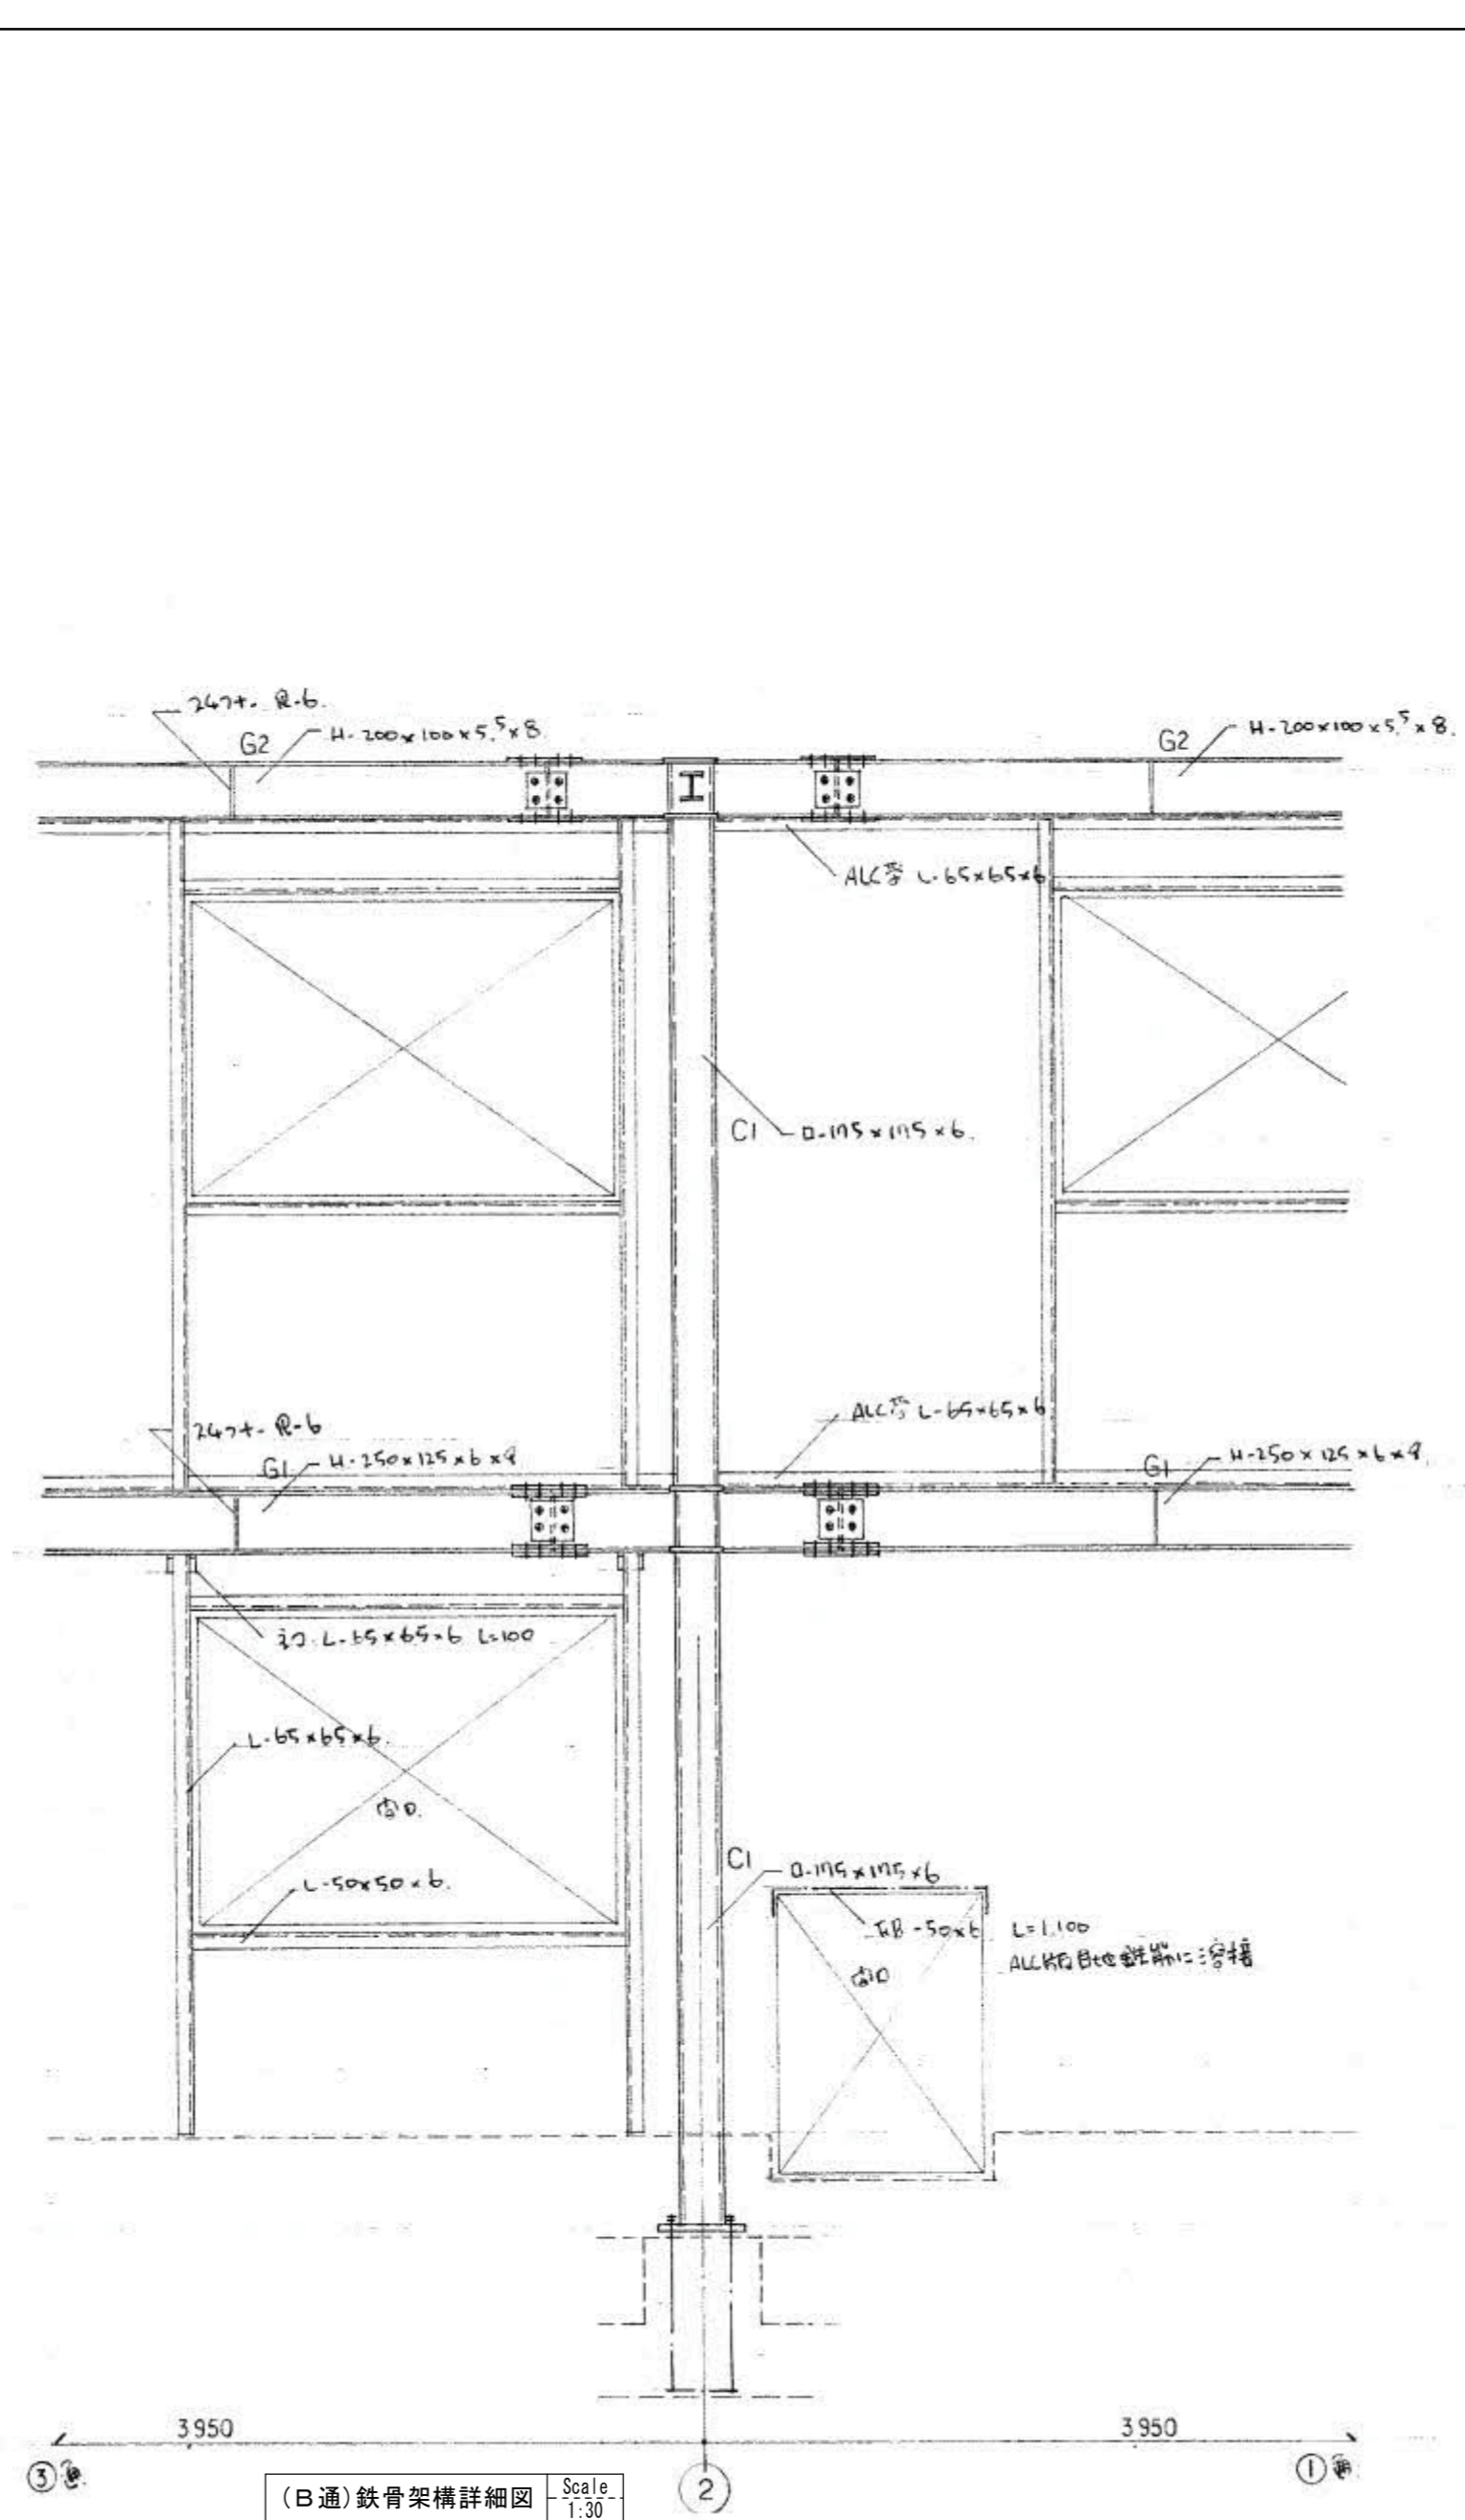 スチフナ- PL-6.
G2
H-200×100×5.⁵×8.
G2
H-200×100×5.⁵×8.
ALC受 L-65×65×6
C1
□-175×175×6.
ALC受 L-65×65×6
スチフナ- PL-6
G1
H-250×125×6×9
G1
H-250×125×6×9.
ネコ. L-65×65×6 L=100
L-65×65×6.
窓口.
C1
□-175×175×6
L-50×50×6.
FB-50×6 L=1.100
窓口
ALC版目地鉄筋に溶接
3950
3950
③通
②
①通
(B通)鉄骨架構詳細図
Scale
1:30